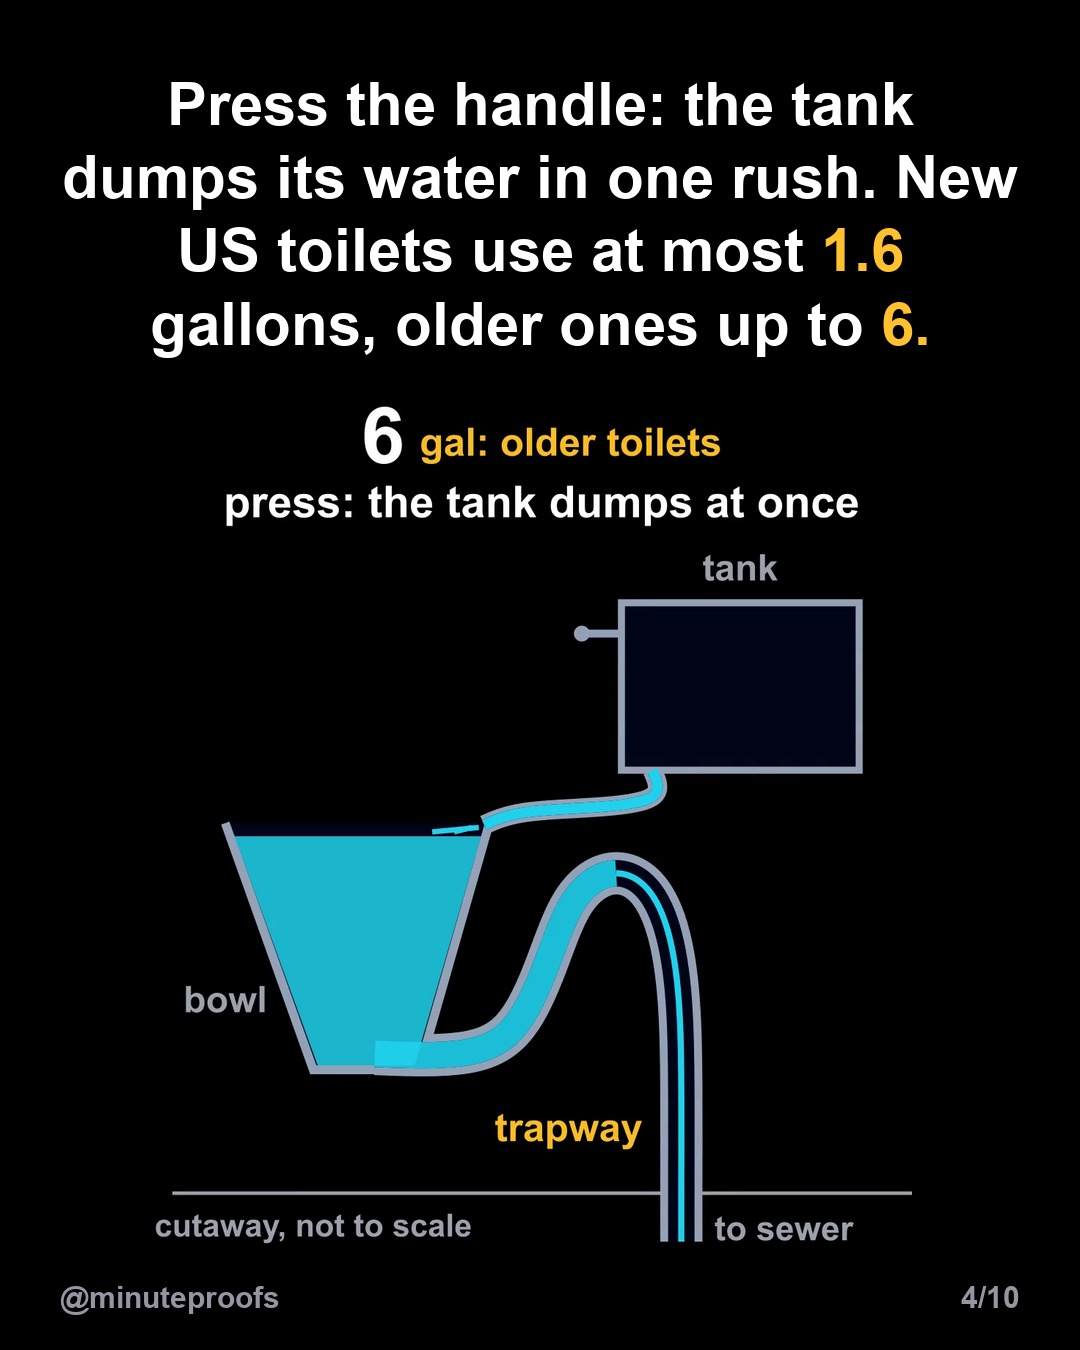 Press the handle: the tank
dumps its water in one rush. New
US toilets use at most 1.6
gallons, older ones up to 6.
6 gal: older toilets
press: the tank dumps at once
tank
bowl
trapway
cutaway, not to scale
to sewer
@minuteproofs
4/10